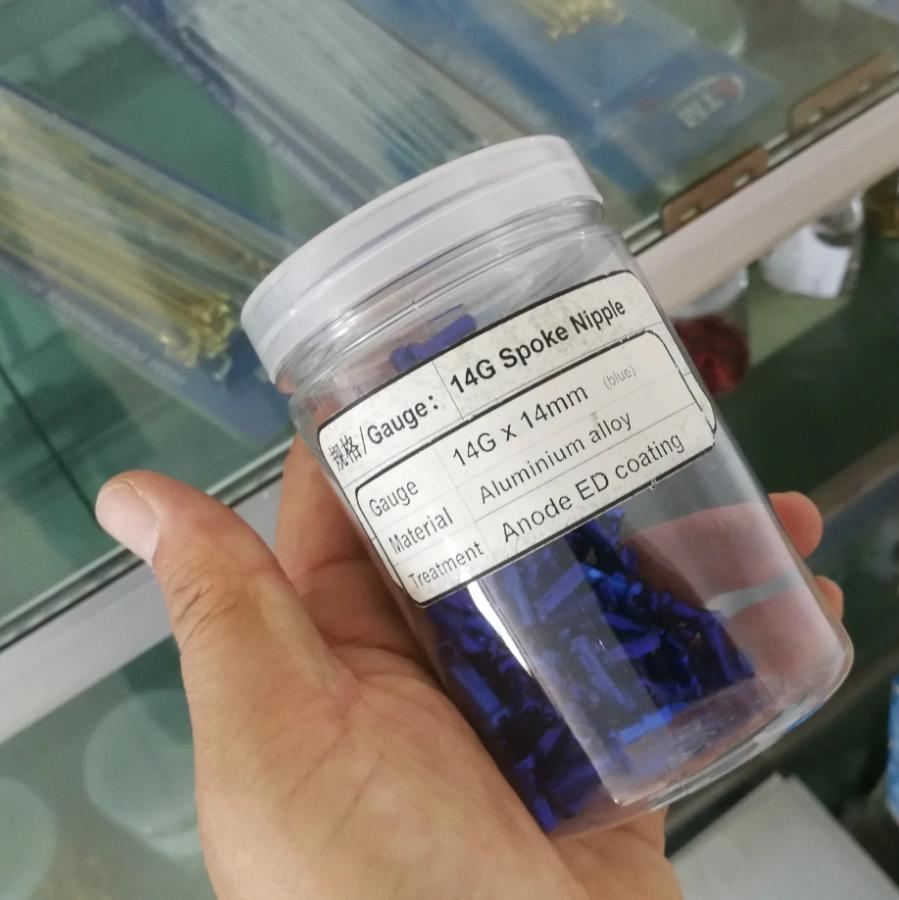 规格/Gauge: 14G Spoke Nipple
Gauge 14G x 14mm (blue)
Material Aluminium alloy
Treatment Anode ED coating